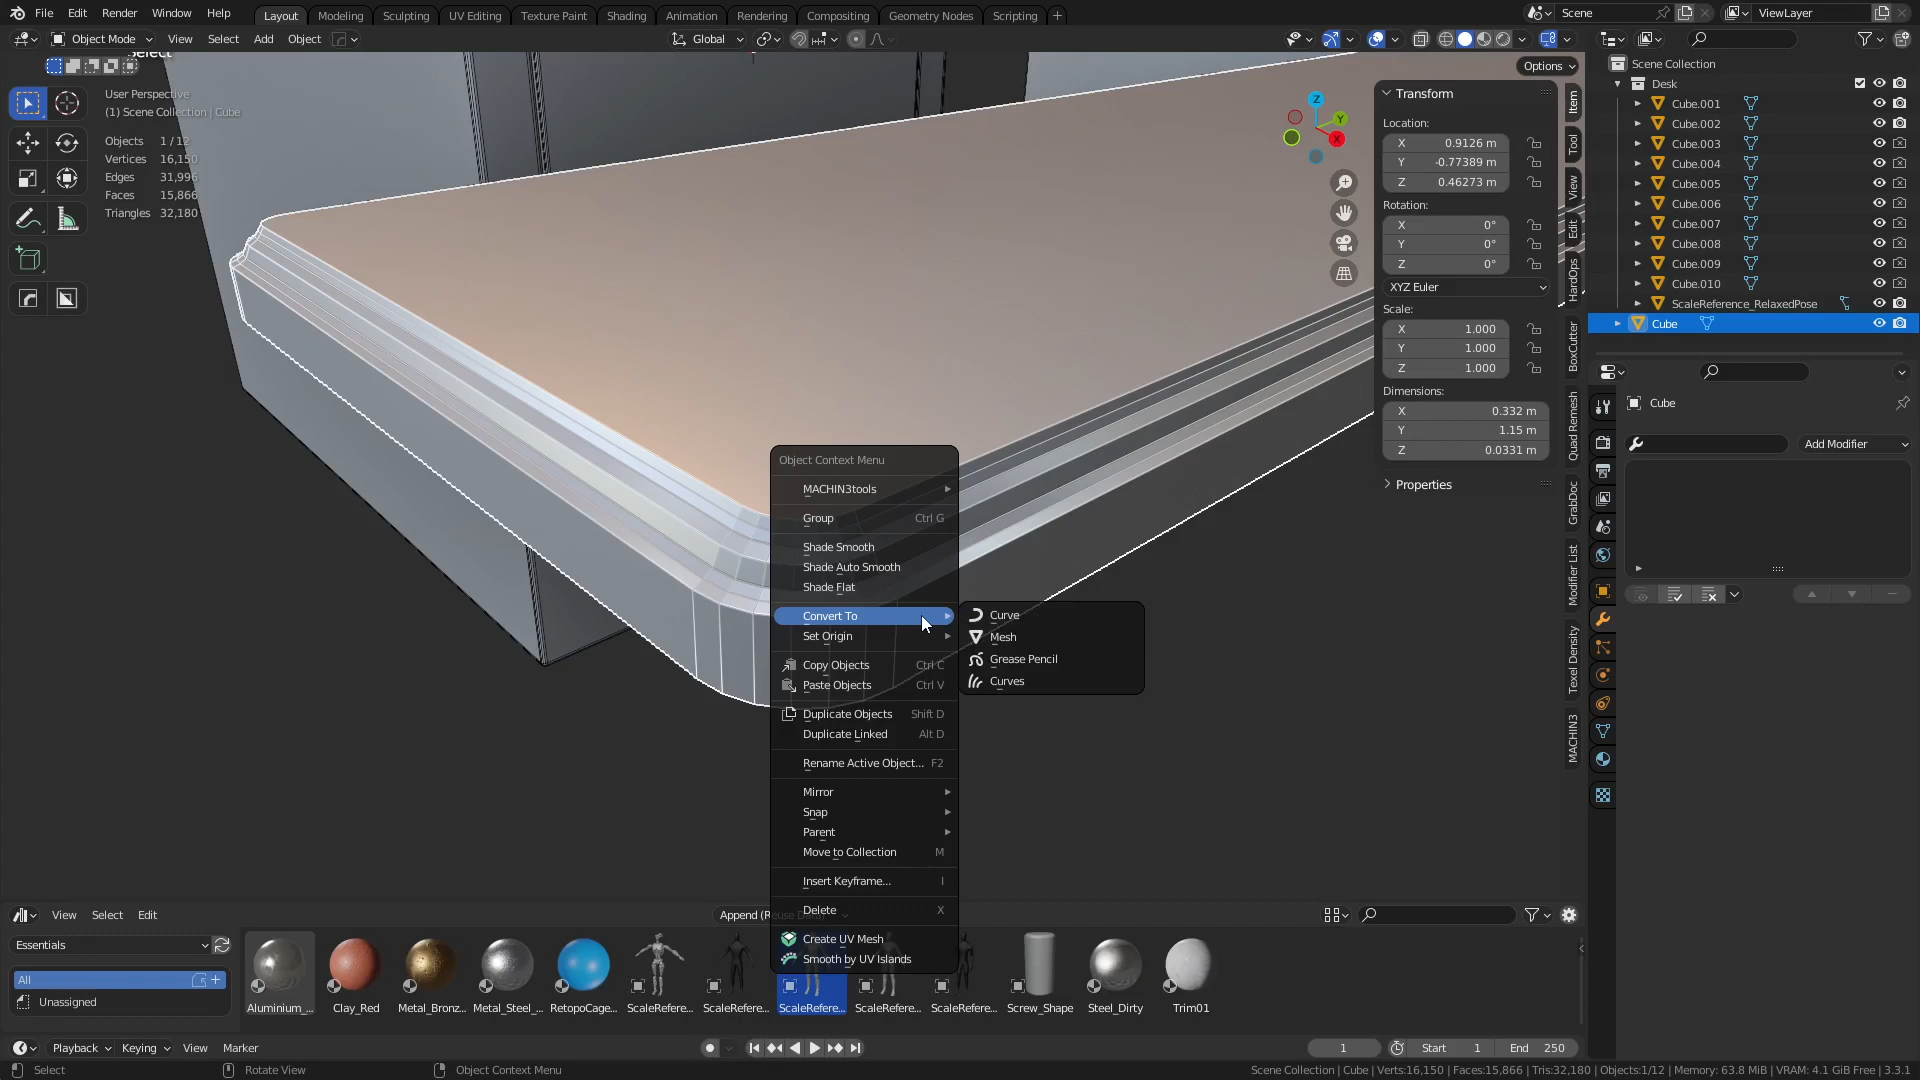 File Edit Render Window Help
Layout Modeling Sculpting UV Editing Texture Paint Shading Animation Rendering Compositing Geometry Nodes Scripting +
Scene
ViewLayer
Object Mode View Select Add Object
Global
Select
Options
User Perspective
(1) Scene Collection | Cube
Objects 1/12
Vertices 16,150
Edges 31,996
Faces 15,866
Triangles 32,180
Z
Y
X
Transform
Location:
X 0.9126 m
Y -0.77389 m
Z 0.46273 m
Rotation:
X 0°
Y 0°
Z 0°
XYZ Euler
Scale:
X 1.000
Y 1.000
Z 1.000
Dimensions:
X 0.332 m
Y 1.15 m
Z 0.0331 m
Properties
Item
Tool
View
Edit
HardOps
BoxCutter
Quad Remesh
GrabDoc
Modifier List
Texel Density
MACHIN3
Scene Collection
Desk
Cube.001
Cube.002
Cube.003
Cube.004
Cube.005
Cube.006
Cube.007
Cube.008
Cube.009
Cube.010
ScaleReference_RelaxedPose
Cube
Cube
Add Modifier
Object Context Menu
MACHIN3tools
Group Ctrl G
Shade Smooth
Shade Auto Smooth
Shade Flat
Convert To
Set Origin
Copy Objects Ctrl C
Paste Objects Ctrl V
Duplicate Objects Shift D
Duplicate Linked Alt D
Rename Active Object... F2
Mirror
Snap
Parent
Move to Collection M
Insert Keyframe... I
Delete X
Create UV Mesh
Smooth by UV Islands
Curve
Mesh
Grease Pencil
Curves
View Select Edit
Append (Reuse Data)
Essentials
All
Unassigned
Aluminium_... Clay_Red Metal_Bronz... Metal_Steel_... RetopoCage... ScaleRefere... ScaleRefere... ScaleRefere... ScaleRefere... ScaleRefere... Screw_Shape Steel_Dirty Trim01
Playback Keying View Marker
1 Start 1 End 250
Select Rotate View Object Context Menu
Scene Collection | Cube | Verts:16,150 | Faces:15,866 | Tris:32,180 | Objects:1/12 | Memory: 63.8 MiB | VRAM: 4.1 GiB Free | 3.3.1